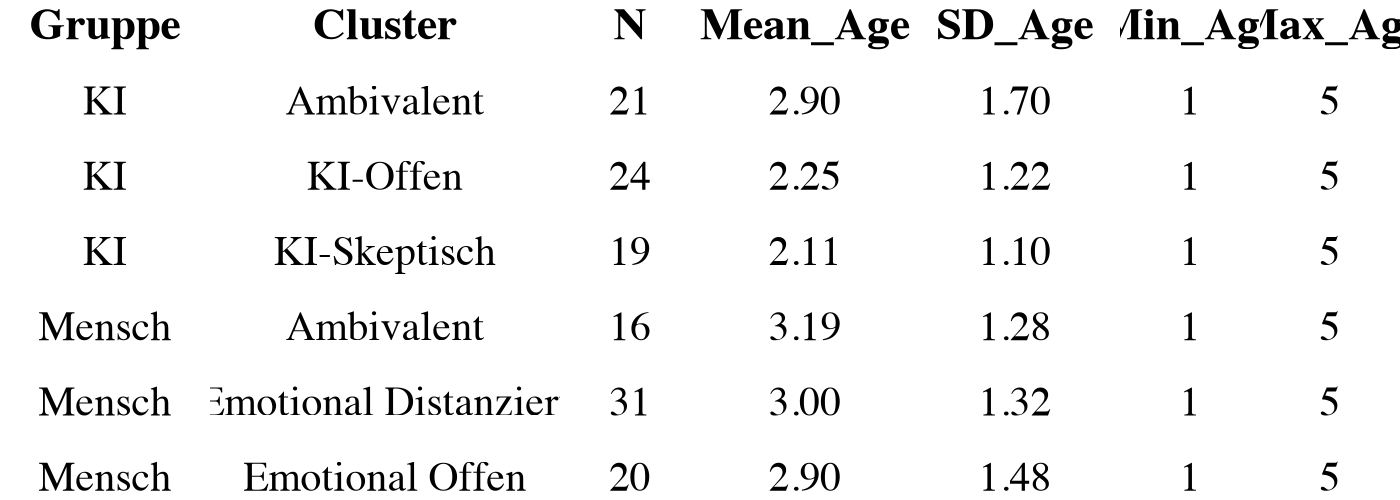 Gruppe Cluster N Mean_Age SD_Age Min_Ag Max_Ag
KI Ambivalent 21 2.90 1.70 1 5
KI KI-Offen 24 2.25 1.22 1 5
KI KI-Skeptisch 19 2.11 1.10 1 5
Mensch Ambivalent 16 3.19 1.28 1 5
Mensch Emotional Distanzier 31 3.00 1.32 1 5
Mensch Emotional Offen 20 2.90 1.48 1 5